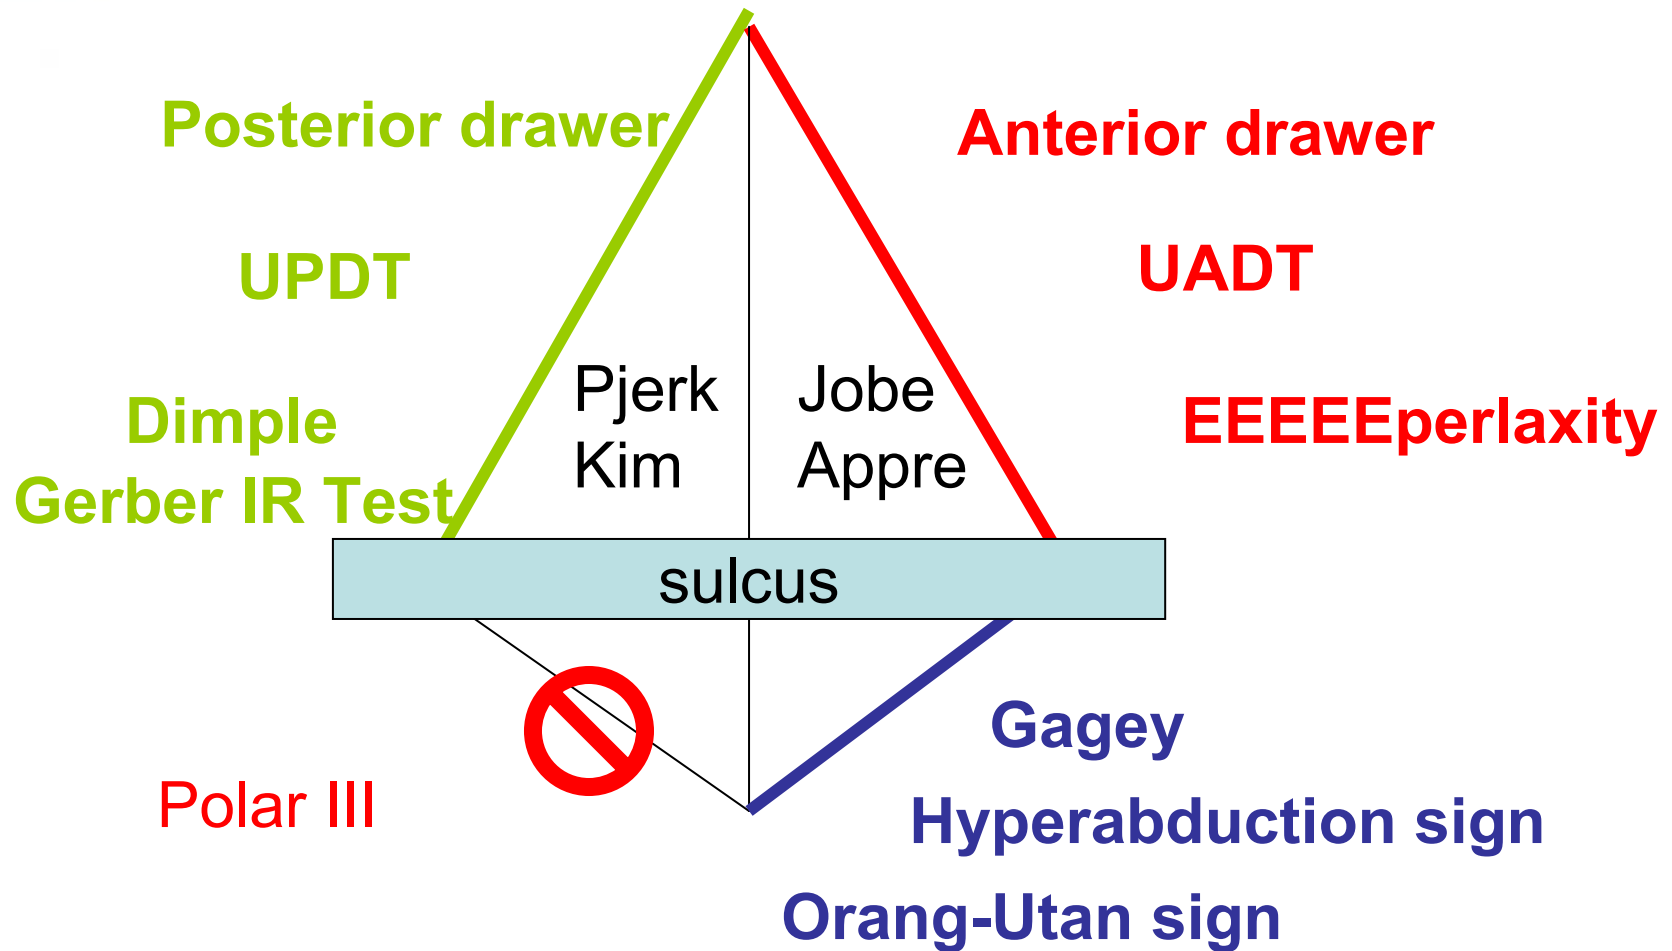 Posterior drawer
Anterior drawer
UPDT
UADT
Pjerk
Kim
Jobe
Appre
Dimple
Gerber IR Test
EEEEEperlaxity
sulcus
Polar III
Gagey
Hyperabduction sign
Orang-Utan sign